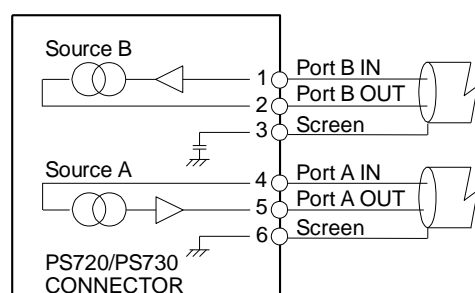 Source B
1 Port B IN
2 Port B OUT
3 Screen
Source A
4 Port A IN
5 Port A OUT
6 Screen
PS720/PS730
CONNECTOR